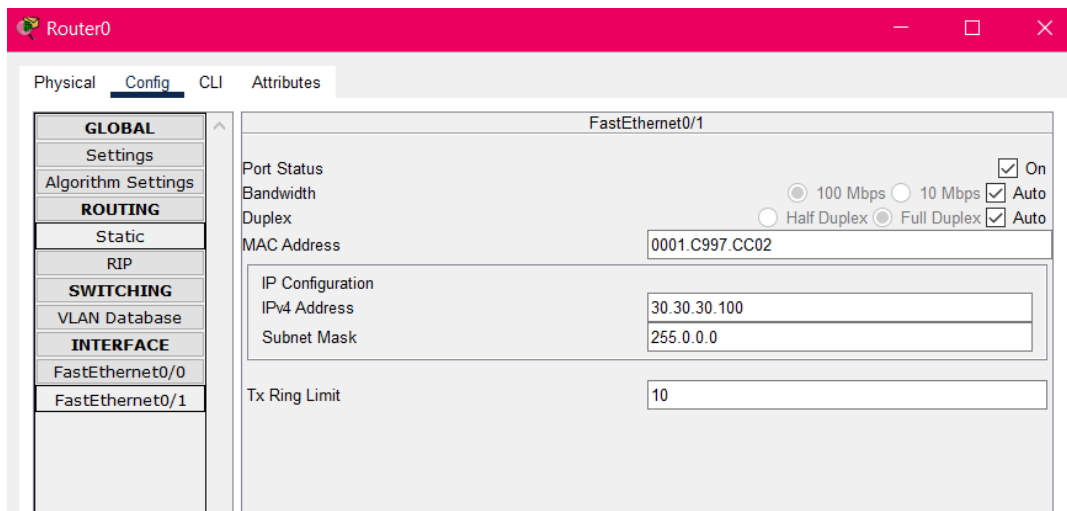 Router0
Physical Config CLI Attributes
GLOBAL
Settings
Algorithm Settings
ROUTING
Static
RIP
SWITCHING
VLAN Database
INTERFACE
FastEthernet0/0
FastEthernet0/1
FastEthernet0/1
Port Status On
Bandwidth 100 Mbps 10 Mbps Auto
Duplex Half Duplex Full Duplex Auto
MAC Address 0001.C997.CC02
IP Configuration
IPv4 Address 30.30.30.100
Subnet Mask 255.0.0.0
Tx Ring Limit 10